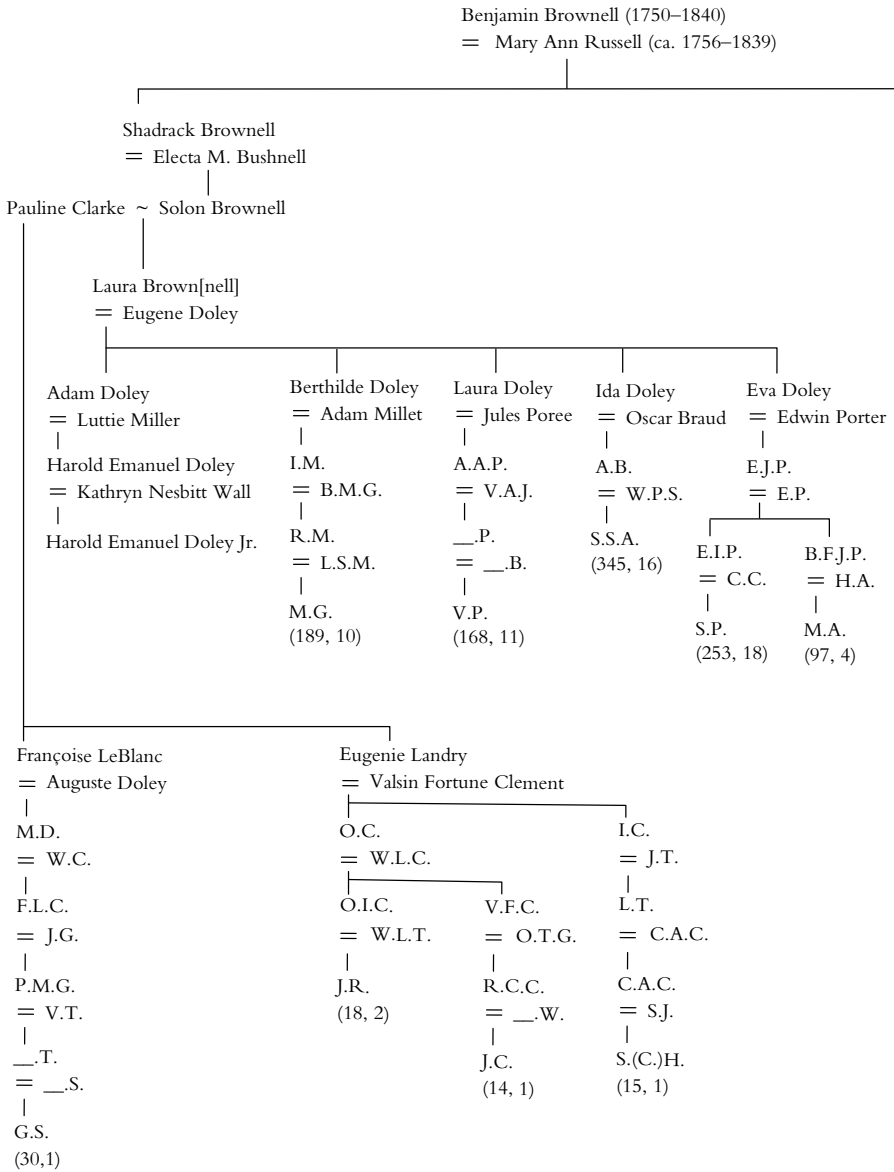 Benjamin Brownell (1750–1840)
= Mary Ann Russell (ca. 1756–1839)
Shadrack Brownell
= Electa M. Bushnell
Pauline Clarke ~ Solon Brownell
Laura Brown[nell]
= Eugene Doley
Adam Doley
= Luttie Miller
Harold Emanuel Doley
= Kathryn Nesbitt Wall
Harold Emanuel Doley Jr.
Berthilde Doley
= Adam Millet
I.M.
= B.M.G.
R.M.
= L.S.M.
M.G.
(189, 10)
Laura Doley
= Jules Poree
A.A.P.
= V.A.J.
__.P.
= __.B.
V.P.
(168, 11)
Ida Doley
= Oscar Braud
A.B.
= W.P.S.
S.S.A.
(345, 16)
Eva Doley
= Edwin Porter
E.J.P.
= E.P.
E.I.P.
= C.C.
S.P.
(253, 18)
B.F.J.P.
= H.A.
M.A.
(97, 4)
Françoise LeBlanc
= Auguste Doley
M.D.
= W.C.
F.L.C.
= J.G.
P.M.G.
= V.T.
__.T.
= __.S.
G.S.
(30,1)
Eugenie Landry
= Valsin Fortune Clement
O.C.
= W.L.C.
O.I.C.
= W.L.T.
J.R.
(18, 2)
V.F.C.
= O.T.G.
R.C.C.
= __.W.
J.C.
(14, 1)
I.C.
= J.T.
L.T.
= C.A.C.
C.A.C.
= S.J.
S.(C.)H.
(15, 1)